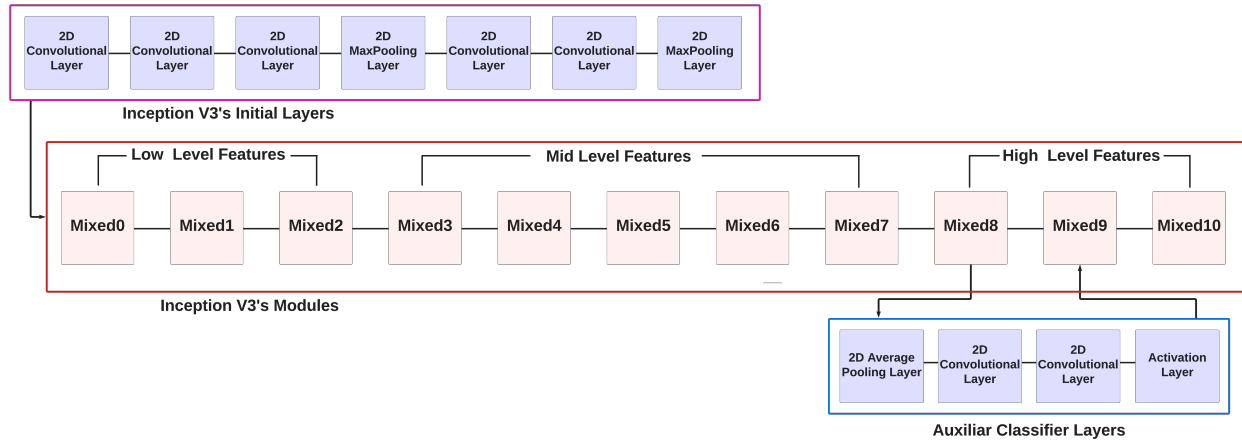 2D
Convolutional
Layer
2D
Convolutional
Layer
2D
Convolutional
Layer
2D
MaxPooling
Layer
2D
Convolutional
Layer
2D
Convolutional
Layer
2D
MaxPooling
Layer
Inception V3's Initial Layers
Low Level Features
Mid Level Features
High Level Features
Mixed0
Mixed1
Mixed2
Mixed3
Mixed4
Mixed5
Mixed6
Mixed7
Mixed8
Mixed9
Mixed10
Inception V3's Modules
2D Average
Pooling Layer
2D
Convolutional
Layer
2D
Convolutional
Layer
Activation
Layer
Auxiliar Classifier Layers